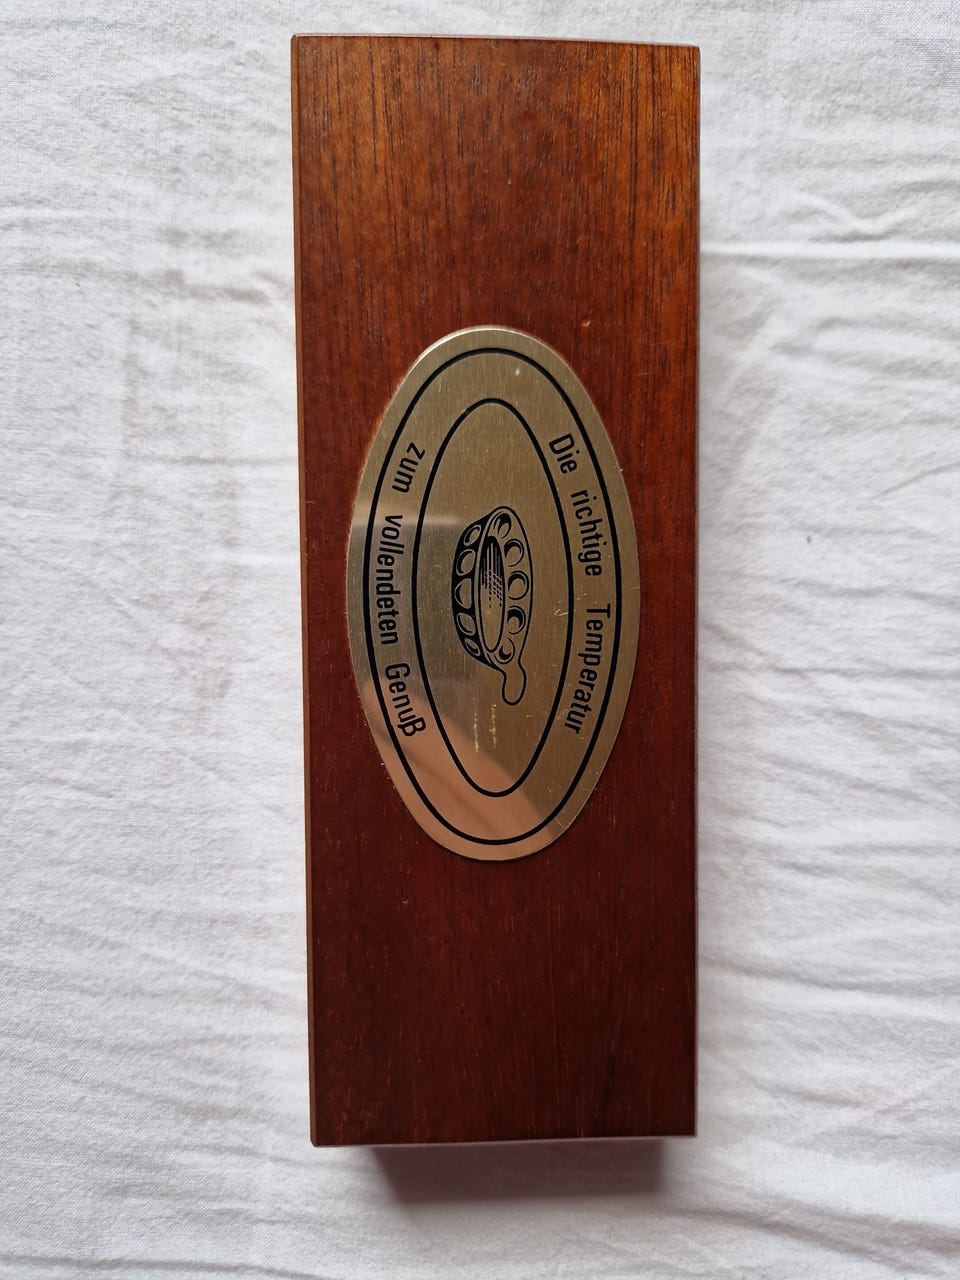 Die richtige Temperatur
zum vollendeten Genuß